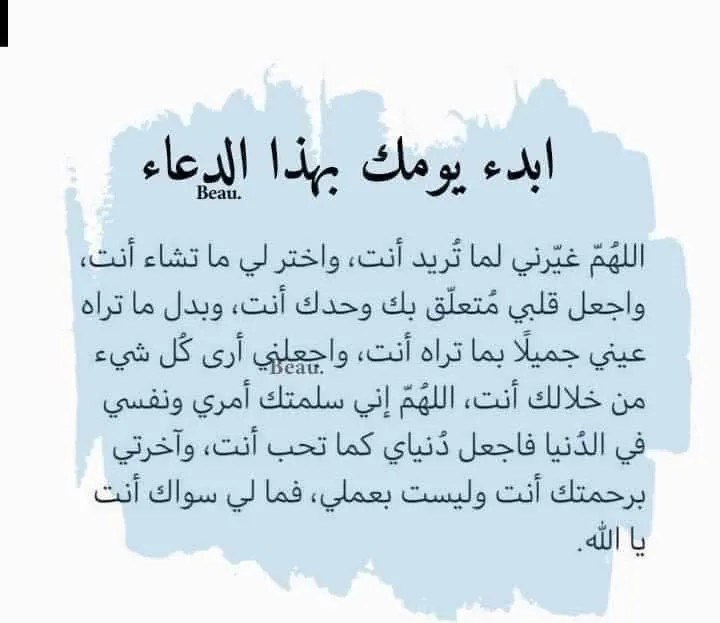 ابدء يومك بهذا الدعاء
Beau.
اللهُمّ غيّرني لما تُريد أنت، واختر لي ما تشاء أنت،
واجعل قلبي مُتعلّق بك وحدك أنت، وبدل ما تراه
عيني جميلًا بما تراه أنت، واجعلني أرى كُل شيء
Beau.
من خلالك أنت، اللهُمّ إني سلمتك أمري ونفسي
في الدُنيا فاجعل دُنياي كما تحب أنت، وآخرتي
برحمتك أنت وليست بعملي، فما لي سواك أنت
يا الله.